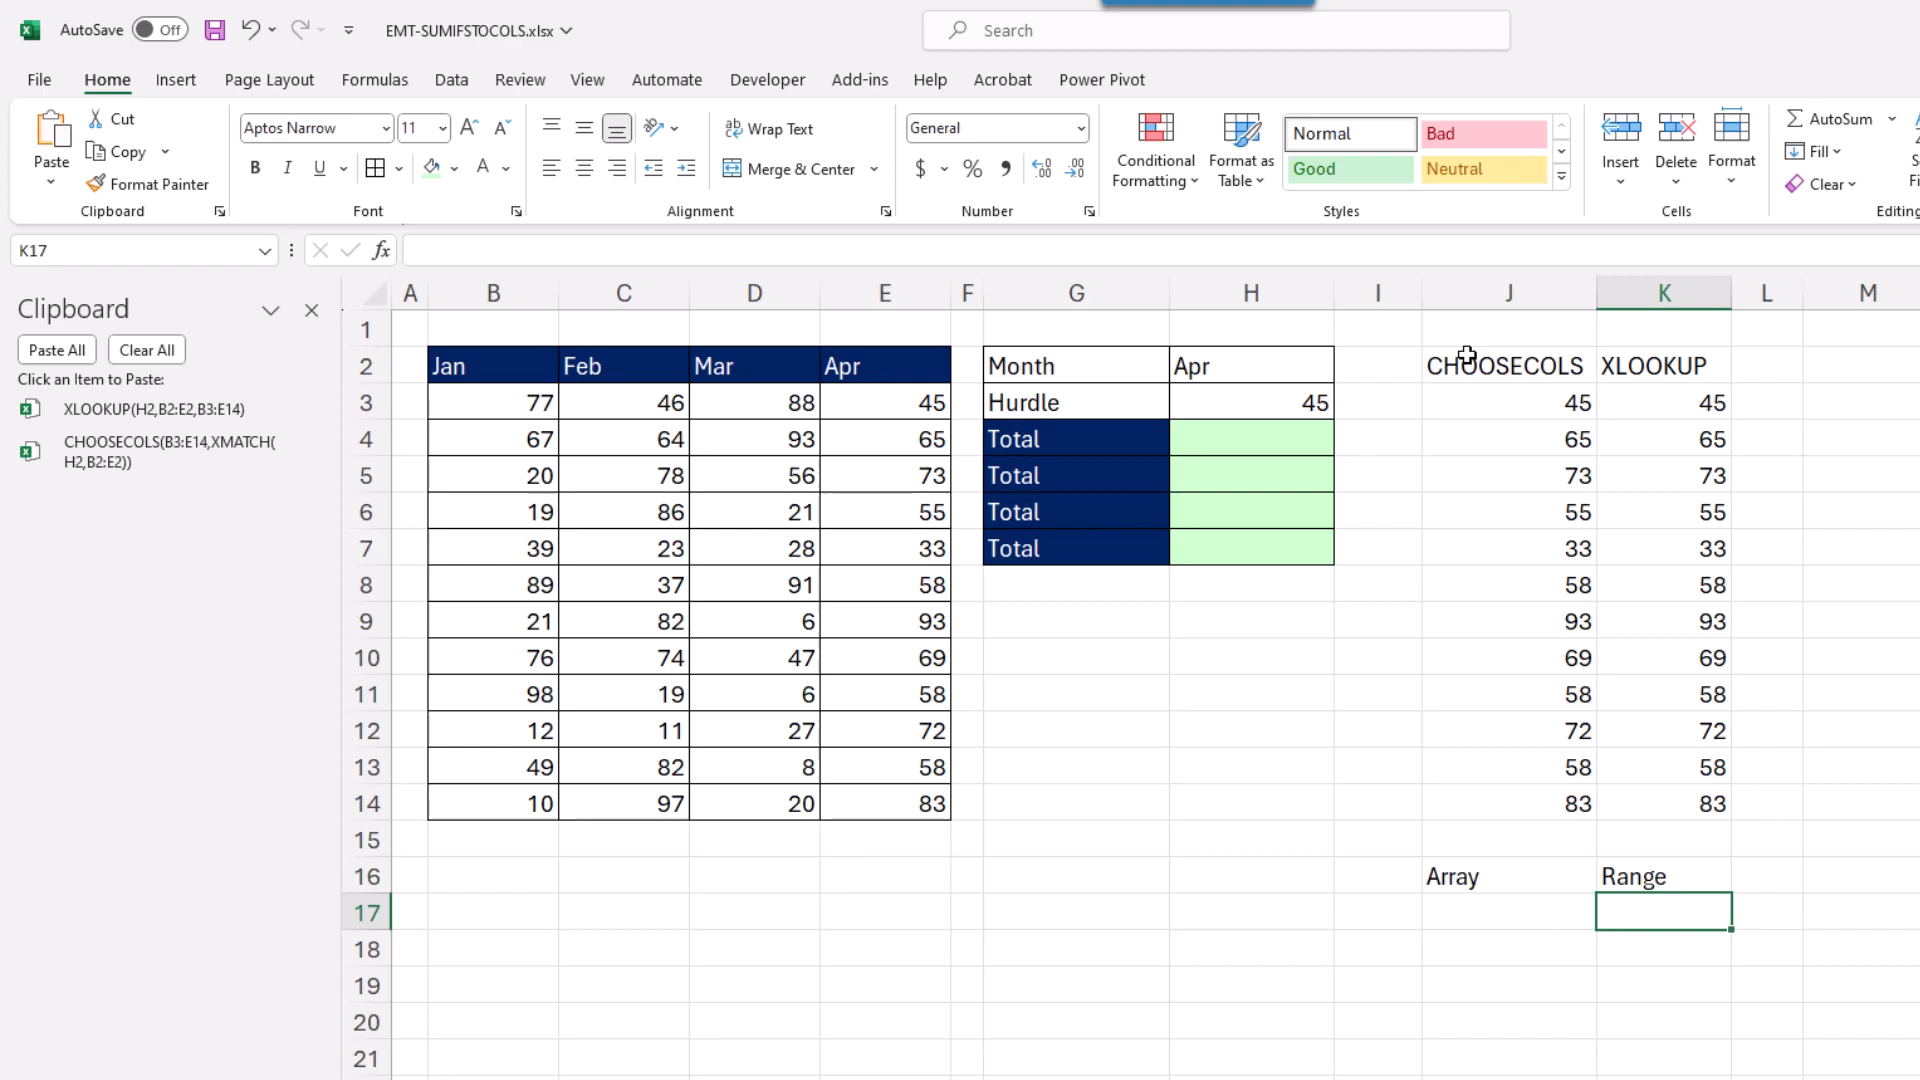 AutoSave Off EMT-SUMIFSTOCOLS.xlsx Search
File Home Insert Page Layout Formulas Data Review View Automate Developer Add-ins Help Acrobat Power Pivot
Paste
Cut
Copy
Format Painter
Clipboard
Aptos Narrow 11 A A
B I U A
Font
ab Wrap Text
Merge & Center
Alignment
General
$ % 9 .00 .00
Number
Conditional Formatting
Format as Table
Normal Bad
Good Neutral
Styles
Insert Delete Format
Cells
AutoSum
Fill
Clear
Editing
K17 fx
Clipboard
Paste All Clear All
Click an Item to Paste:
XLOOKUP(H2,B2:E2,B3:E14)
CHOOSECOLS(B3:E14,XMATCH(
H2,B2:E2))
A B C D E F G H I J K L M
1
2 Jan Feb Mar Apr Month Apr CHOOSECOLS XLOOKUP
3 77 46 88 45 Hurdle 45 45 45
4 67 64 93 65 Total 65 65
5 20 78 56 73 Total 73 73
6 19 86 21 55 Total 55 55
7 39 23 28 33 Total 33 33
8 89 37 91 58 58 58
9 21 82 6 93 93 93
10 76 74 47 69 69 69
11 98 19 6 58 58 58
12 12 11 27 72 72 72
13 49 82 8 58 58 58
14 10 97 20 83 83 83
15
16 Array Range
17
18
19
20
21